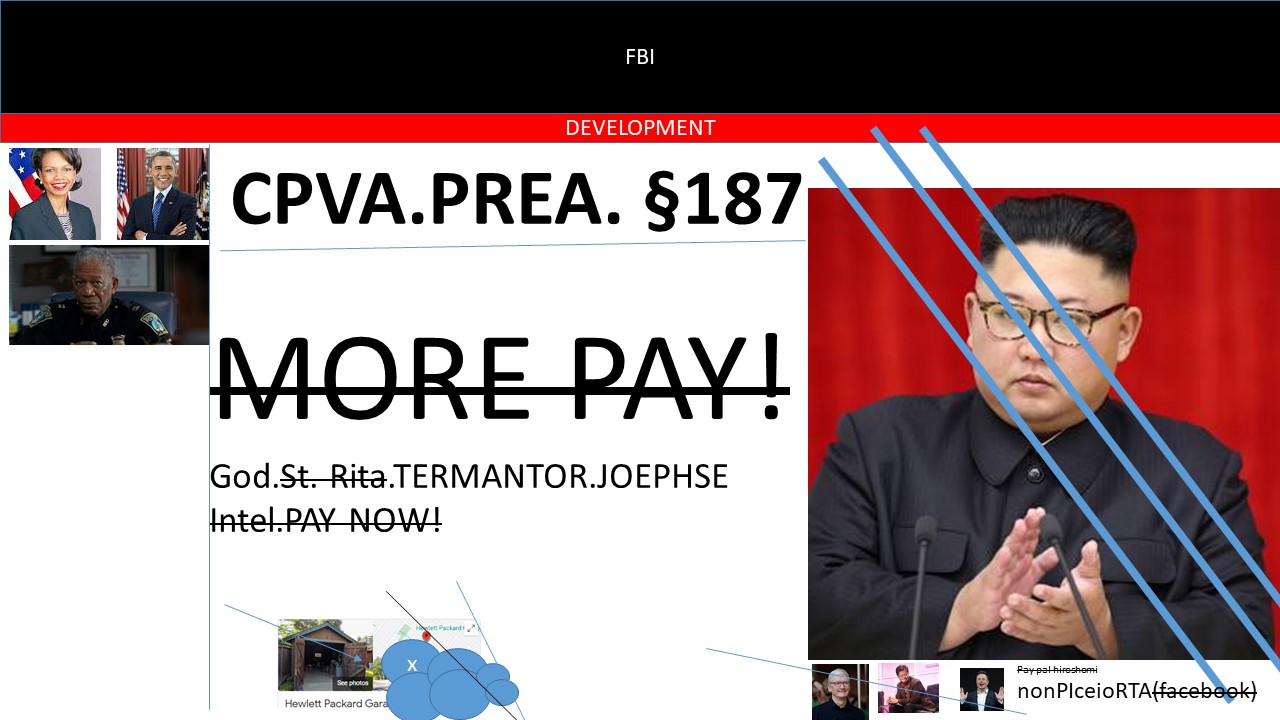 FBI
DEVELOPMENT
CPVA.PREA. §187
MORE PAY!
God.St. Rita.TERMANTOR.JOEPHSE
Intel.PAY NOW!
Hewlett Packard
See photos
X
Hewlett Packard Gara
Pay pal hiroshomi
nonPIceioRTA(facebook)